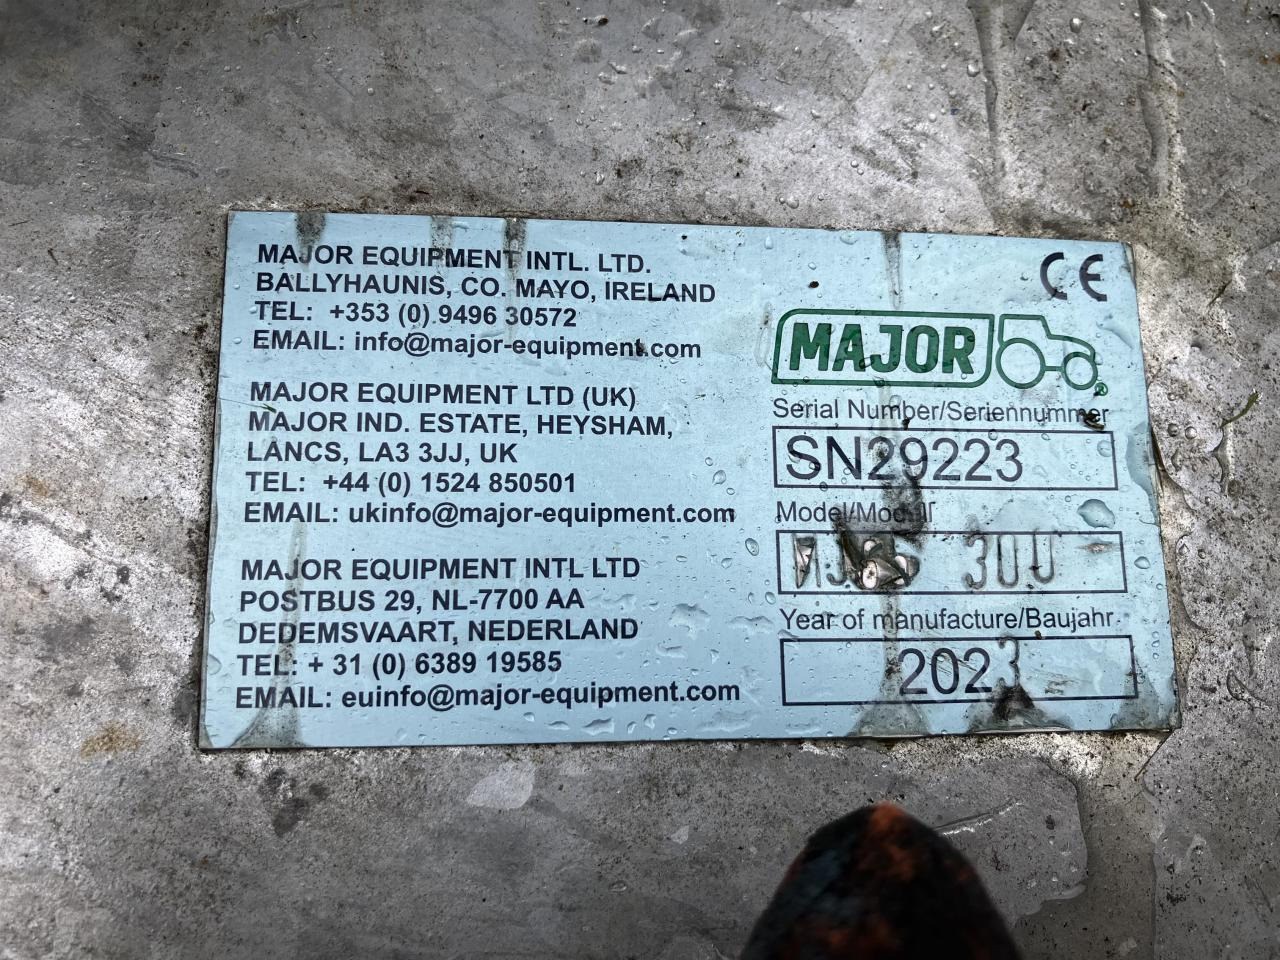 MAJOR EQUIPMENT INTL. LTD.
BALLYHAUNIS, CO. MAYO, IRELAND
TEL: +353 (0) 9496 30572
EMAIL: info@major-equipment.com
MAJOR EQUIPMENT LTD (UK)
MAJOR IND. ESTATE, HEYSHAM,
LANCS, LA3 3JJ, UK
TEL: +44 (0) 1524 850501
EMAIL: ukinfo@major-equipment.com
MAJOR EQUIPMENT INTL LTD
POSTBUS 29, NL-7700 AA
DEDEMSVAART, NEDERLAND
TEL: + 31 (0) 6389 19585
EMAIL: euinfo@major-equipment.com
CE
MAJOR
Serial Number/Seriennummer
SN29223
Model/Modell
300
Year of manufacture/Baujahr
2023